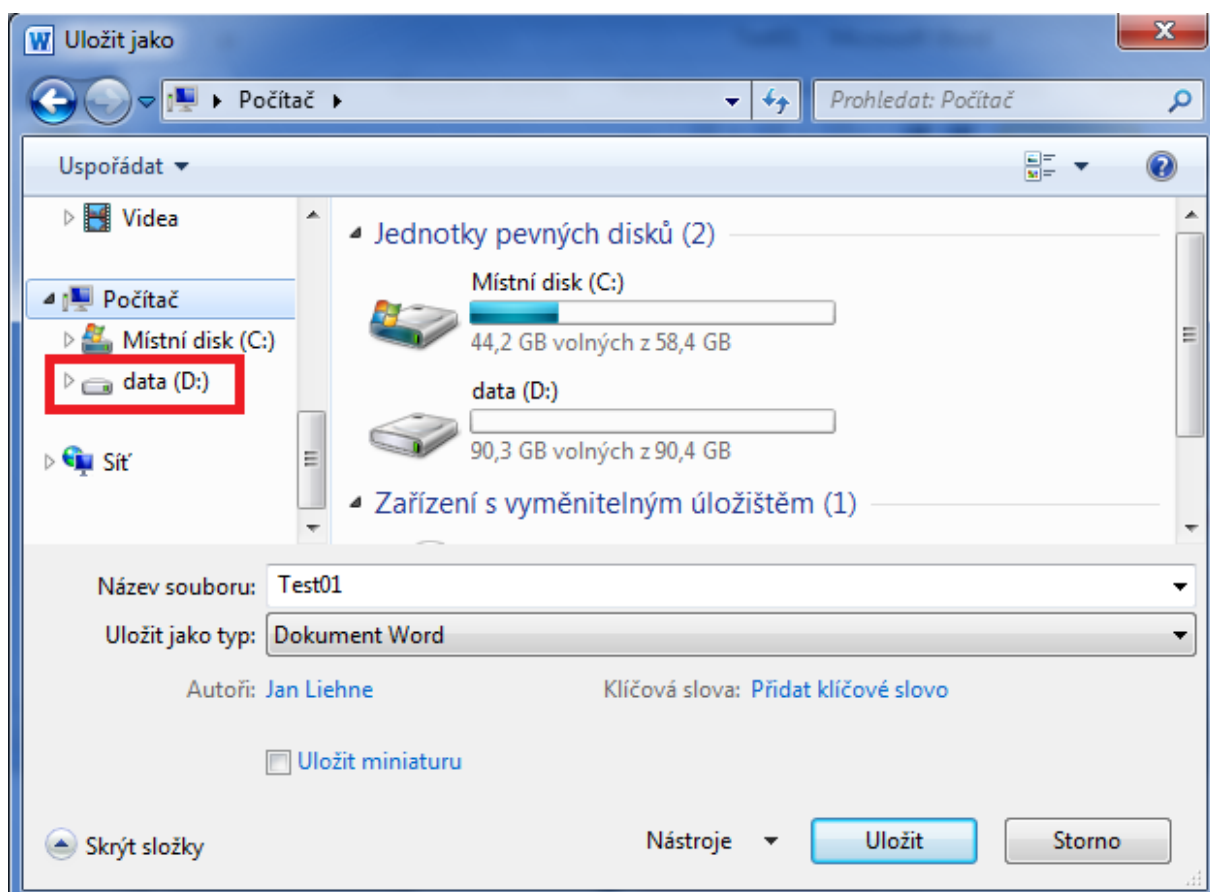 Uložit jako
Počítač
Prohledat: Počítač
Uspořádat
Videa
Počítač
Místní disk (C:)
data (D:)
Síť
Jednotky pevných disků (2)
Místní disk (C:)
44,2 GB volných z 58,4 GB
data (D:)
90,3 GB volných z 90,4 GB
Zařízení s vyměnitelným úložištěm (1)
Název souboru: Test01
Uložit jako typ: Dokument Word
Autoři: Jan Liehne Klíčová slova: Přidat klíčové slovo
Uložit miniaturu
Skrýt složky Nástroje Uložit Storno